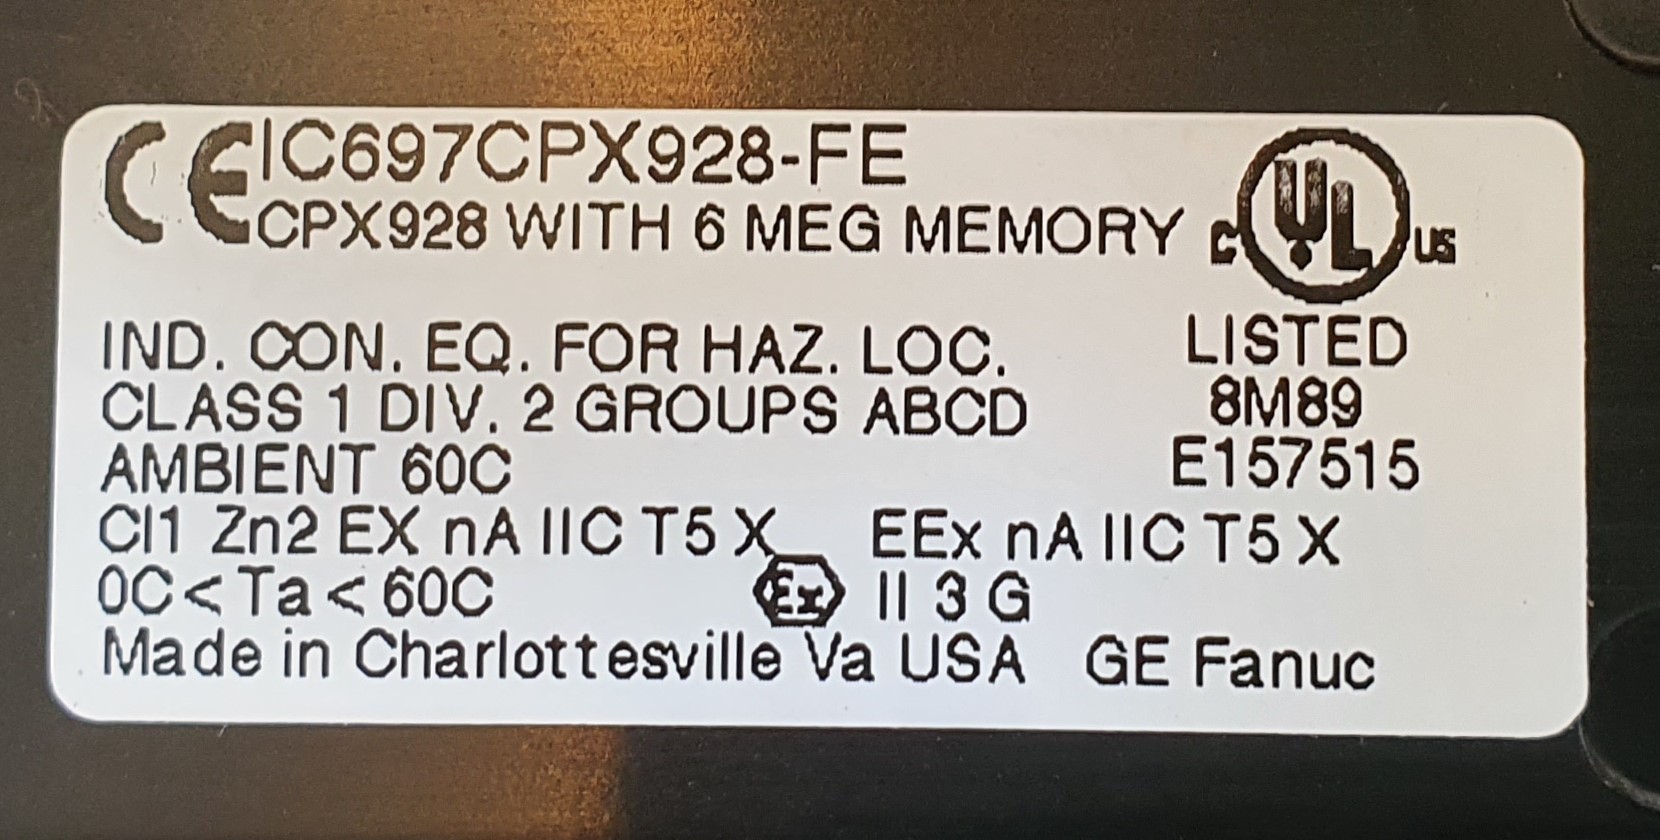 CE IC697CPX928-FE
CPX928 WITH 6 MEG MEMORY
C UL US
IND. CON. EQ. FOR HAZ. LOC. LISTED
CLASS 1 DIV. 2 GROUPS ABCD 8M89
AMBIENT 60C E157515
Cl1 Zn2 EX nA IIC T5 X EEx nA IIC T5 X
0C<Ta<60C Ex II 3 G
Made in Charlottesville Va USA GE Fanuc